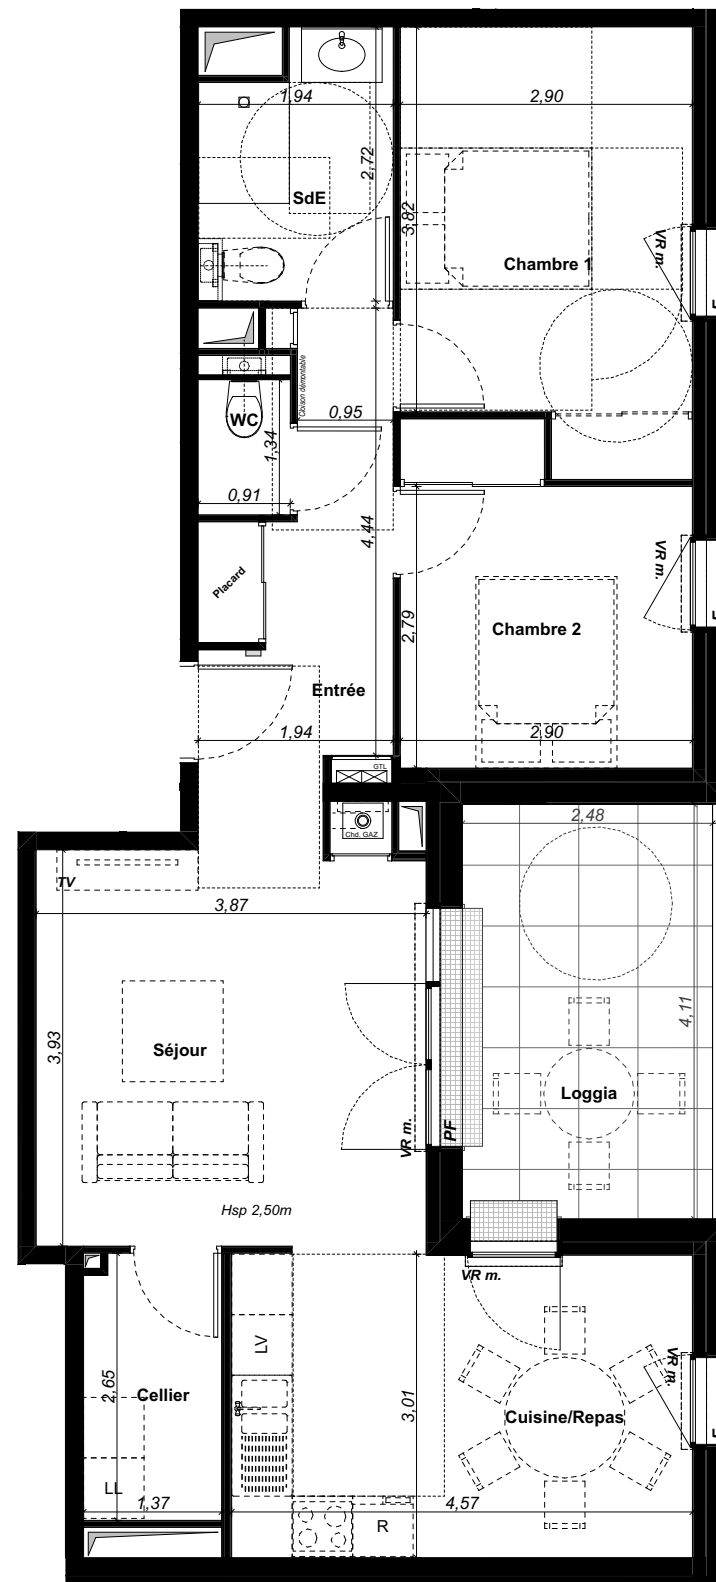 1,94
2,90
2,72
SdE
3,82
Chambre 1
VR m.
Cloison démontable
0,95
WC
1,34
0,91
4,44
VR m.
Placard
2,79
Chambre 2
Entrée
1,94
2,90
GTL
Chd. GAZ
2,48
TV
3,87
4,11
3,93
Séjour
Loggia
VR m.
PF
Hsp 2,50m
VR m.
LV
VR m.
2,65
Cellier
3,01
Cuisine/Repas
LL
1,37
4,57
R